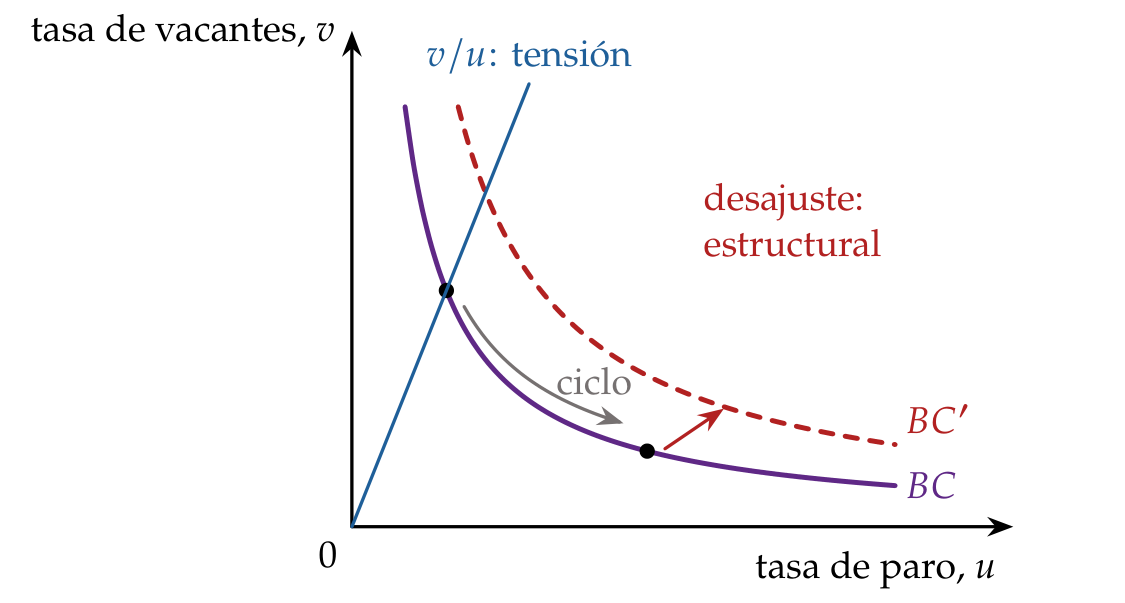 tasa de vacantes, v
v/u: tensión
desajuste:
estructural
ciclo
BC′
BC
0
tasa de paro, u